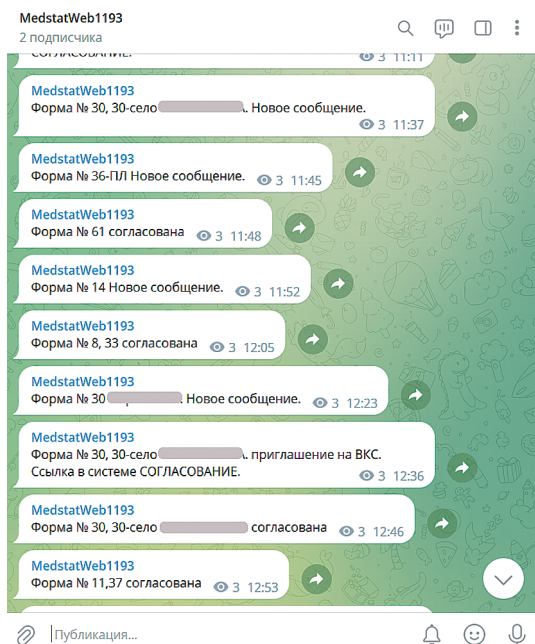 MedstatWeb1193
2 подписчика
СОГЛАСОВАНИЕ.
11:11
MedstatWeb1193
Форма № 30, 30-село . Новое сообщение.
3 11:37
MedstatWeb1193
Форма № 36-ПЛ Новое сообщение. 3 11:45
MedstatWeb1193
Форма № 61 согласована 3 11:48
MedstatWeb1193
Форма № 14 Новое сообщение. 3 11:52
MedstatWeb1193
Форма № 8, 33 согласована 3 12:05
MedstatWeb1193
Форма № 30 Новое сообщение. 3 12:23
MedstatWeb1193
Форма № 30, 30-село . приглашение на ВКС.
Ссылка в системе СОГЛАСОВАНИЕ. 3 12:36
MedstatWeb1193
Форма № 30, 30-село согласована 3 12:46
MedstatWeb1193
Форма № 11,37 согласована 3 12:53
Публикация...